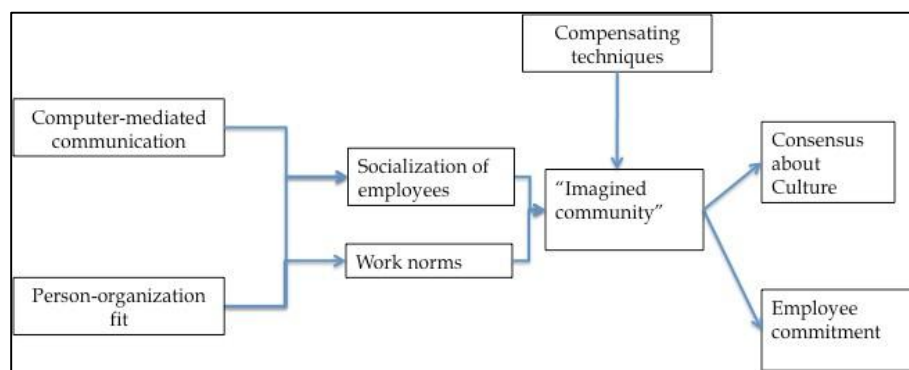 Compensating
techniques
Computer-mediated
communication
Consensus
about
Culture
Socialization of
employees
“Imagined
community”
Work norms
Person-organization
fit
Employee
commitment